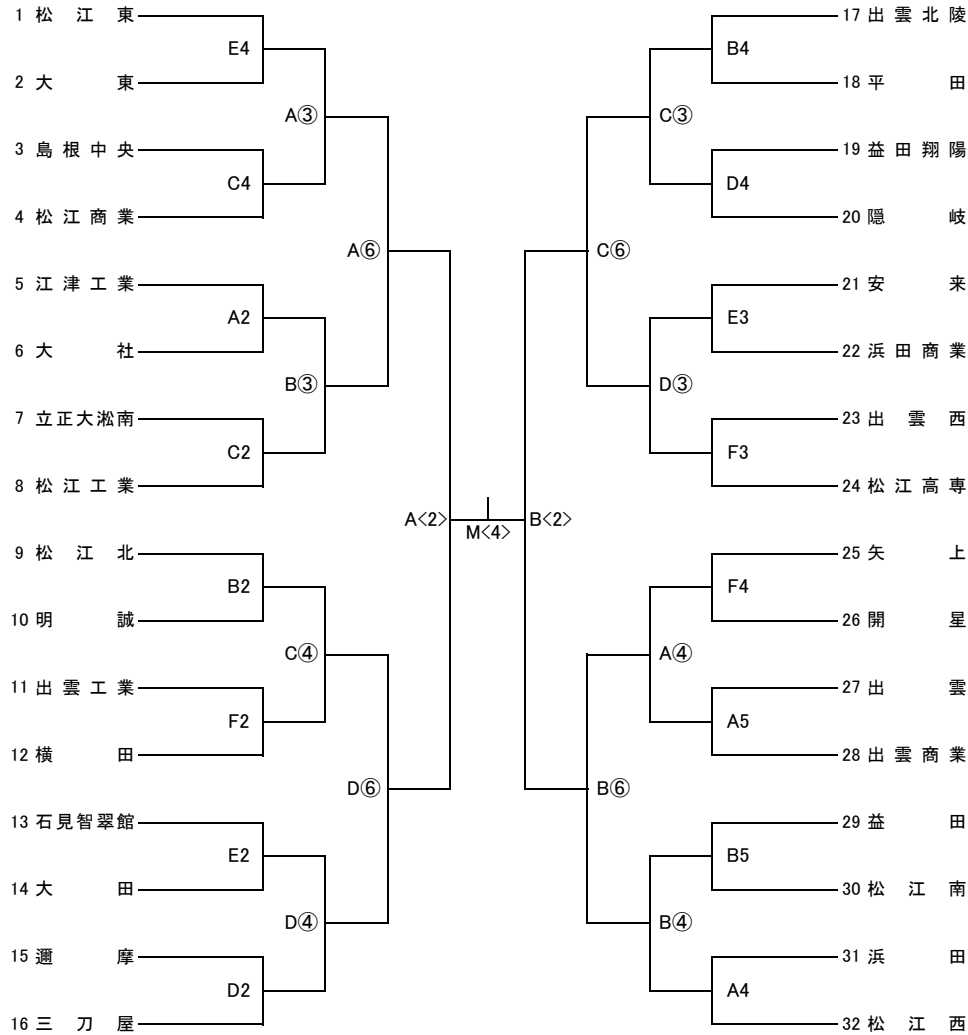 1 松江東
E4
2 大東
A③
3 島根中央
C4
4 松江商業
A⑥
5 江津工業
A2
6 大社
B③
7 立正大淞南
C2
8 松江工業
A<2>
9 松江北
B2
10 明誠
C④
11 出雲工業
F2
12 横田
D⑥
13 石見智翠館
E2
14 大田
D④
15 邇摩
D2
16 三刀屋
M<4>
17 出雲北陵
B4
18 平田
C③
19 益田翔陽
D4
20 隠岐
C⑥
21 安来
E3
22 浜田商業
D③
23 出雲西
F3
24 松江高専
B<2>
25 矢上
F4
26 開星
A④
27 出雲
A5
28 出雲商業
B⑥
29 益田
B5
30 松江南
B④
31 浜田
A4
32 松江西